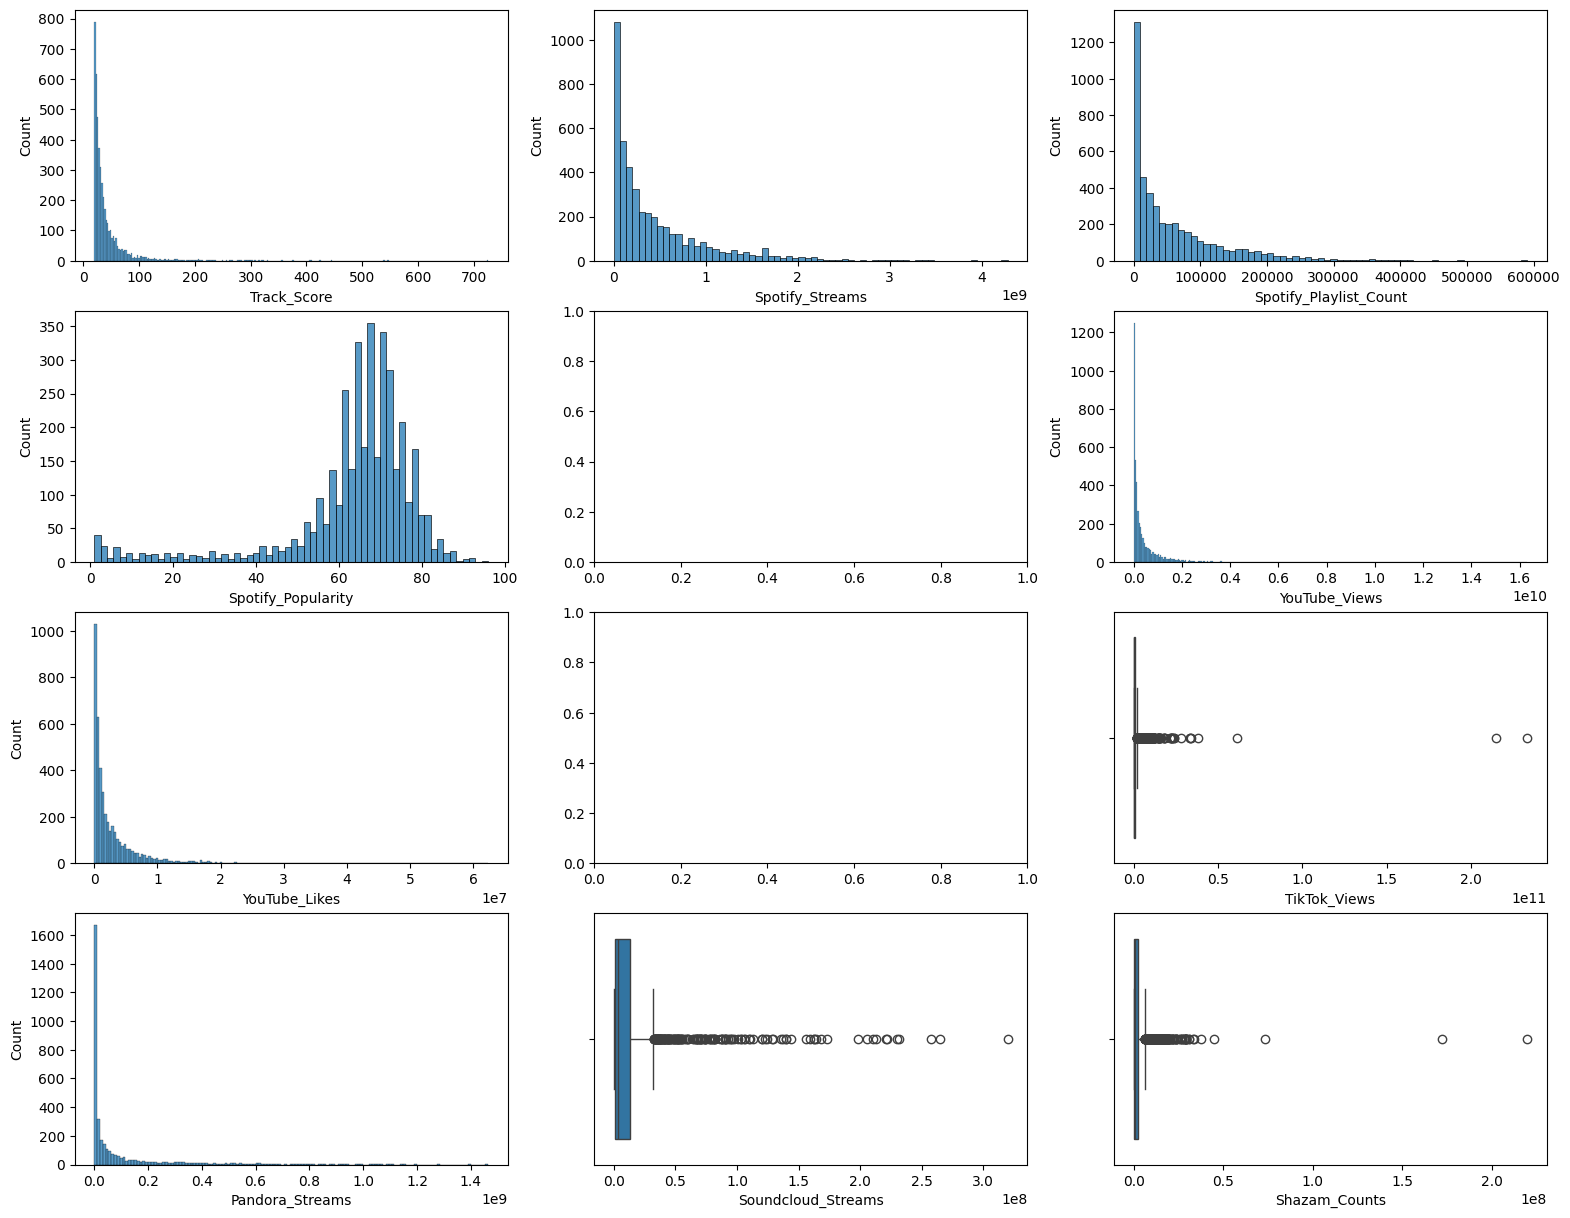 800
700
600
500
400
300
200
100
0
Count
0 100 200 300 400 500 600 700
Track_Score
1000
800
600
400
200
0
Count
0 1 2 3 4
1e9
Spotify_Streams
1200
1000
800
600
400
200
0
Count
0 100000 200000 300000 400000 500000 600000
Spotify_Playlist_Count
350
300
250
200
150
100
50
0
Count
0 20 40 60 80 100
Spotify_Popularity
1.0
0.8
0.6
0.4
0.2
0.0
0.0 0.2 0.4 0.6 0.8 1.0
1200
1000
800
600
400
200
0
Count
0.0 0.2 0.4 0.6 0.8 1.0 1.2 1.4 1.6
1e10
YouTube_Views
1000
800
600
400
200
0
Count
0 1 2 3 4 5 6
1e7
YouTube_Likes
1.0
0.8
0.6
0.4
0.2
0.0
0.0 0.2 0.4 0.6 0.8 1.0
0.0 0.5 1.0 1.5 2.0
1e11
TikTok_Views
1600
1400
1200
1000
800
600
400
200
0
Count
0.0 0.2 0.4 0.6 0.8 1.0 1.2 1.4
1e9
Pandora_Streams
0.0 0.5 1.0 1.5 2.0 2.5 3.0
1e8
Soundcloud_Streams
0.0 0.5 1.0 1.5 2.0
1e8
Shazam_Counts